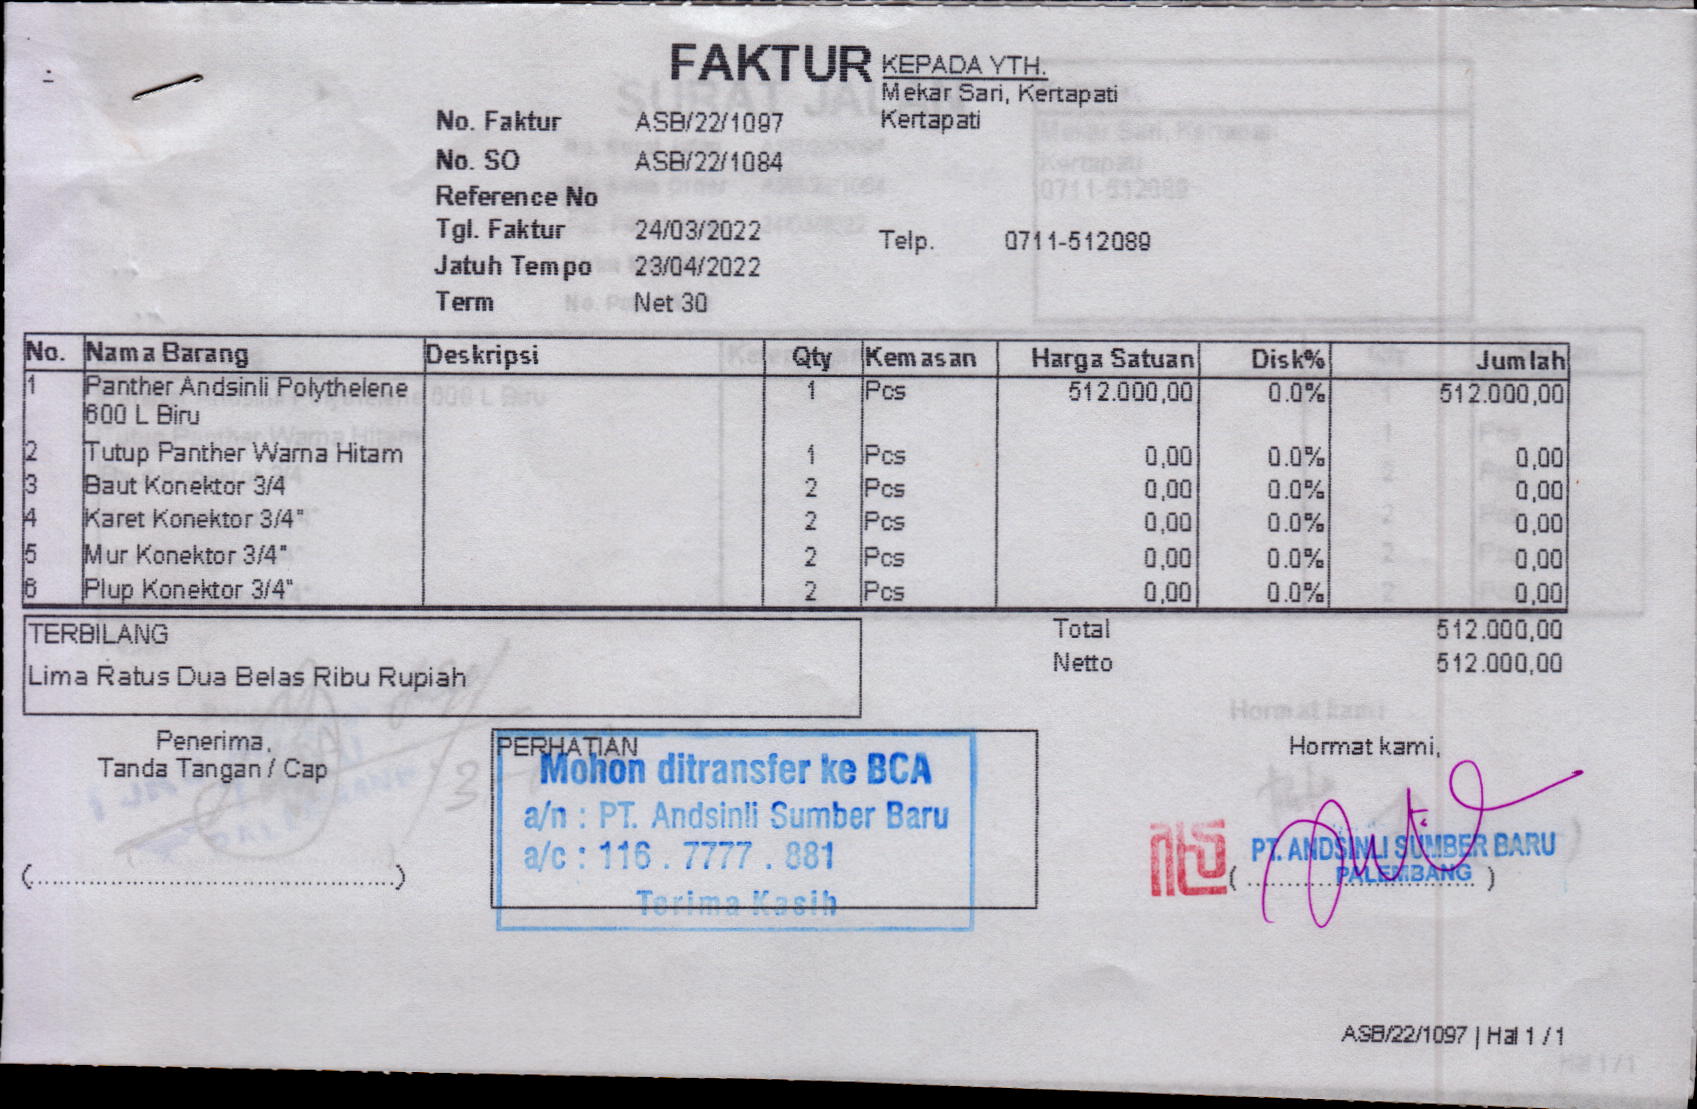 FAKTUR
KEPADA YTH.
Mekar Sari, Kertapati
Kertapati
No. Faktur ASB/22/1097
No. SO ASB/22/1084
Reference No
Tgl. Faktur 24/03/2022
Telp. 0711-512089
Jatuh Tempo 23/04/2022
Term Net 30
No. Nama Barang Deskripsi Qty Kemasan Harga Satuan Disk% Jumlah
1 Panther Andsinli Polythelene 1 Pcs 512.000,00 0.0% 512.000,00
600 L Biru
2 Tutup Panther Warna Hitam 1 Pcs 0,00 0.0% 0,00
3 Baut Konektor 3/4 2 Pcs 0,00 0.0% 0,00
4 Karet Konektor 3/4" 2 Pcs 0,00 0.0% 0,00
5 Mur Konektor 3/4" 2 Pcs 0,00 0.0% 0,00
6 Plup Konektor 3/4" 2 Pcs 0,00 0.0% 0,00
TERBILANG
Lima Ratus Dua Belas Ribu Rupiah
Total 512.000,00
Netto 512.000,00
Penerima,
Tanda Tangan / Cap
(..........................................)
PERHATIAN
Mohon ditransfer ke BCA
a/n : PT. Andsinli Sumber Baru
a/c : 116 . 7777 . 881
Terima Kasih
Hormat kami,
PT. ANDSINLI SUMBER BARU
PALEMBANG
( .......................... )
ASB/22/1097 | Hal 1 / 1